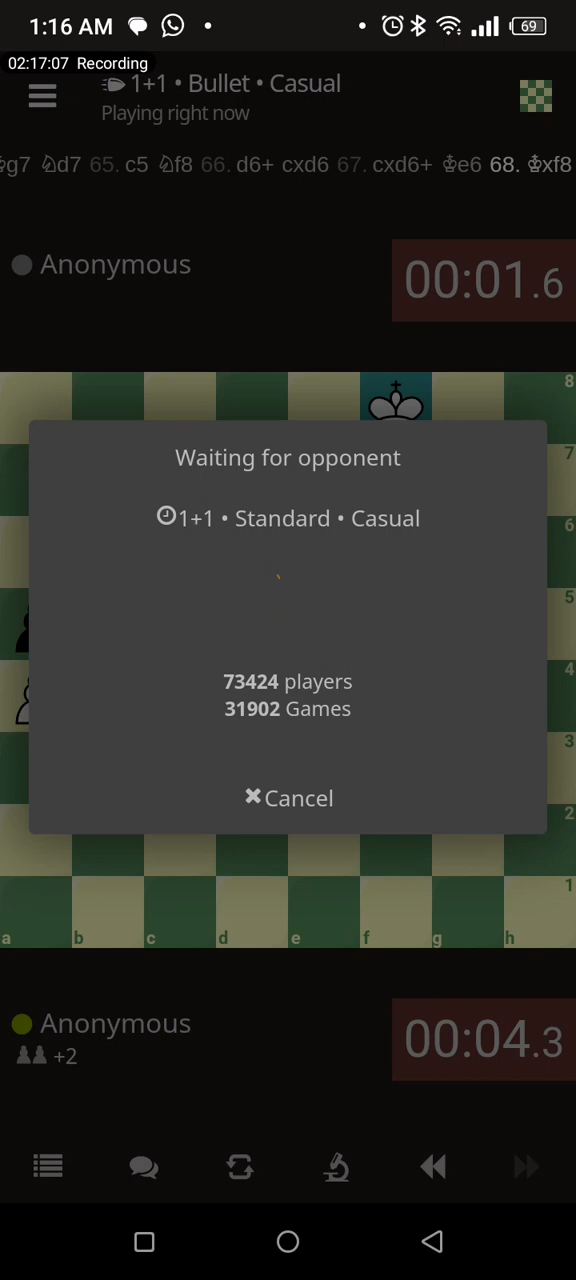 1:16 AM 69
02:17:07 Recording
1+1 • Bullet • Casual
Playing right now
g7 ♘d7 65. c5 ♘f8 66. d6+ cxd6 67. cxd6+ ♔e6 68. ♔xf8
Anonymous
00:01.6
8
Waiting for opponent
7
1+1 • Standard • Casual
6
5
73424 players
4
31902 Games
3
Cancel
2
1
a b c d e f g h
Anonymous
+2
00:04.3